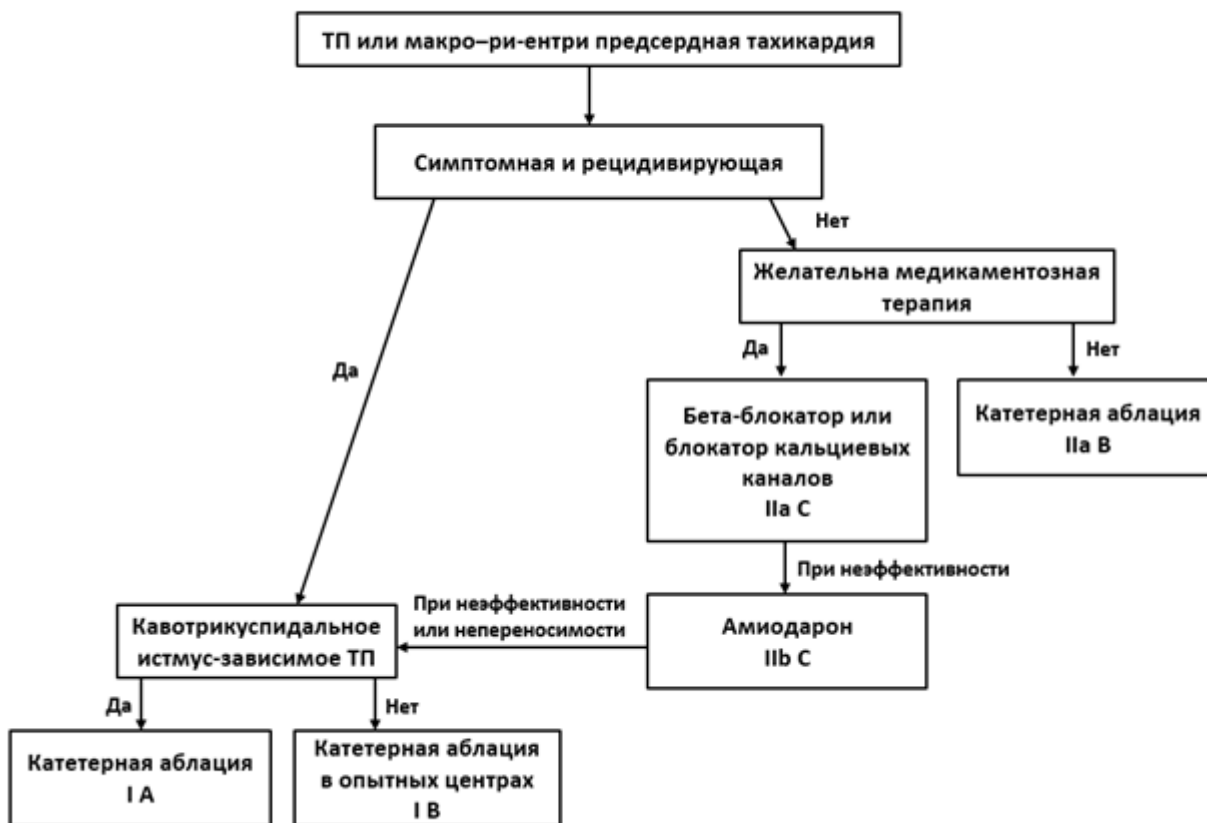 ТП или макро–ри-ентри предсердная тахикардия
Симптомная и рецидивирующая
Нет
Желательна медикаментозная
терапия
Да
Да
Нет
Бета-блокатор или
блокатор кальциевых
каналов
IIa C
Катетерная аблация
IIa B
При неэффективности
Амиодарон
IIb C
При неэффективности
или непереносимости
Кавотрикуспидальное
истмус-зависимое ТП
Да
Нет
Катетерная аблация
I A
Катетерная аблация
в опытных центрах
I B